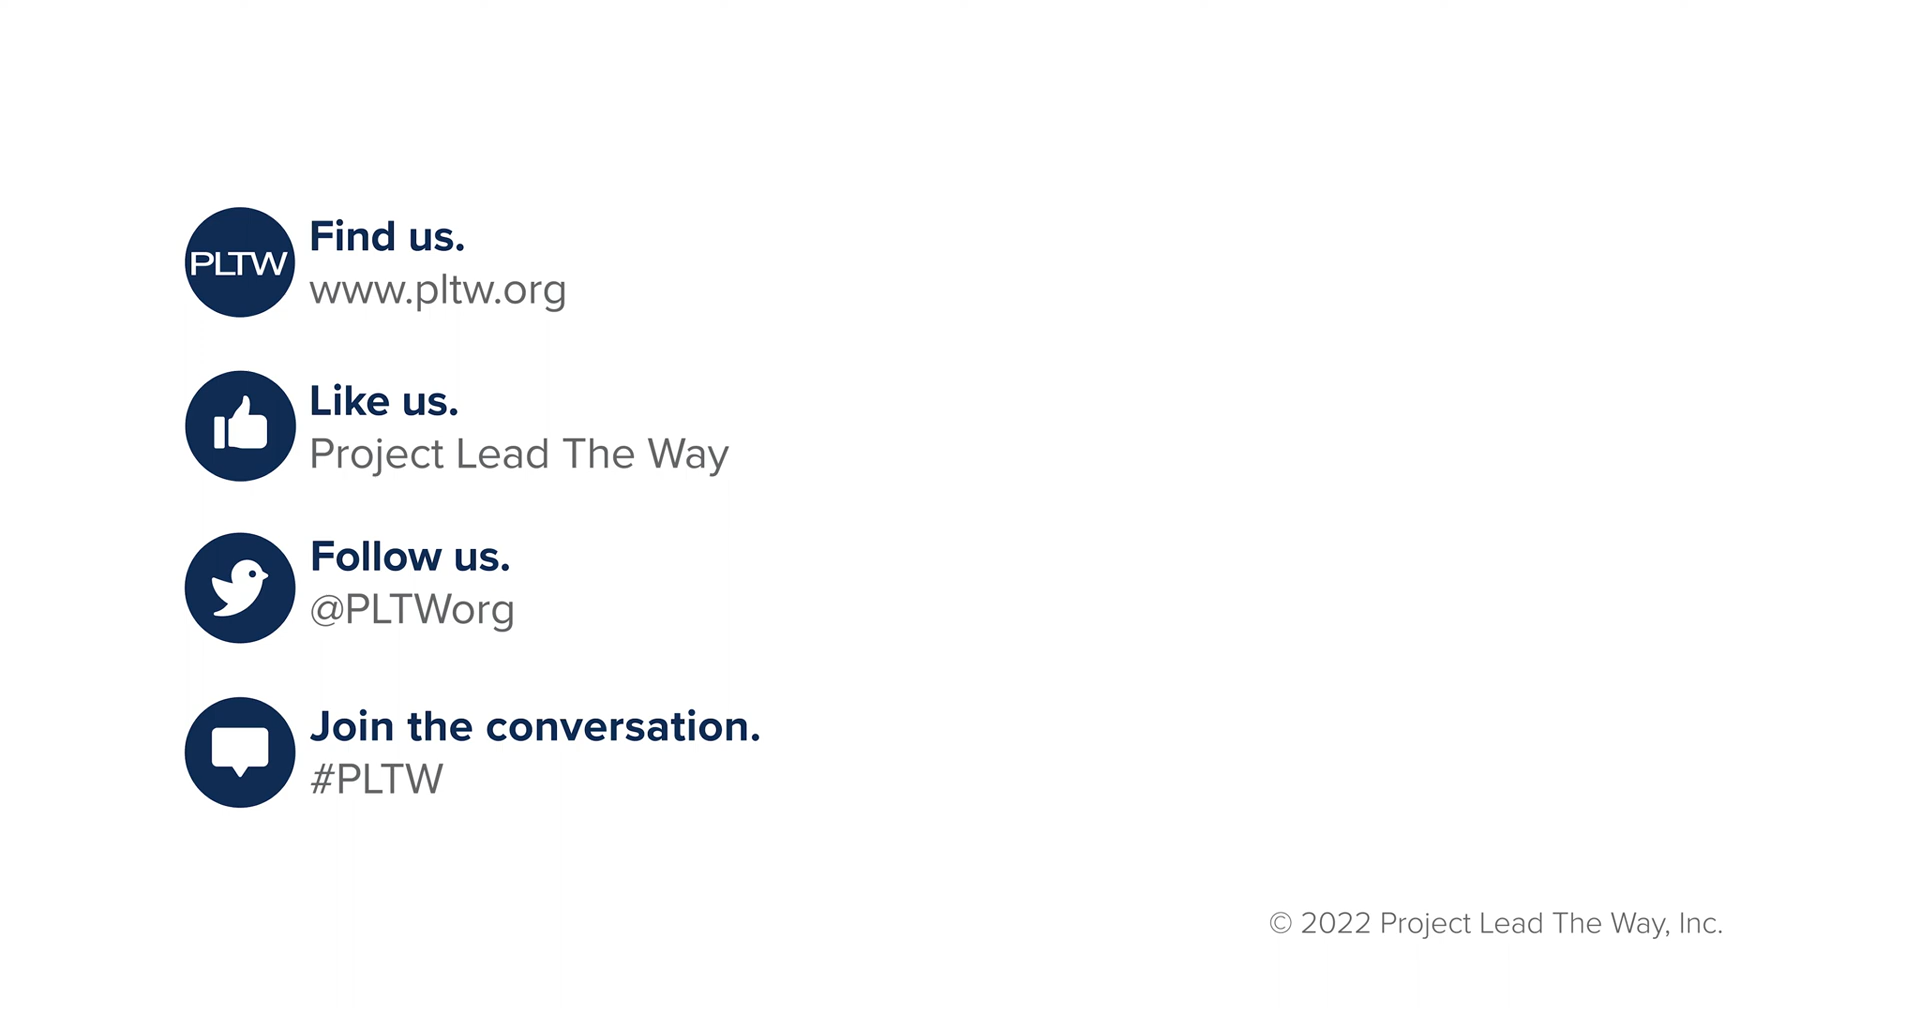 PLTW
Find us.
www.pltw.org
Like us.
Project Lead The Way
Follow us.
@PLTWorg
Join the conversation.
#PLTW
© 2022 Project Lead The Way, Inc.